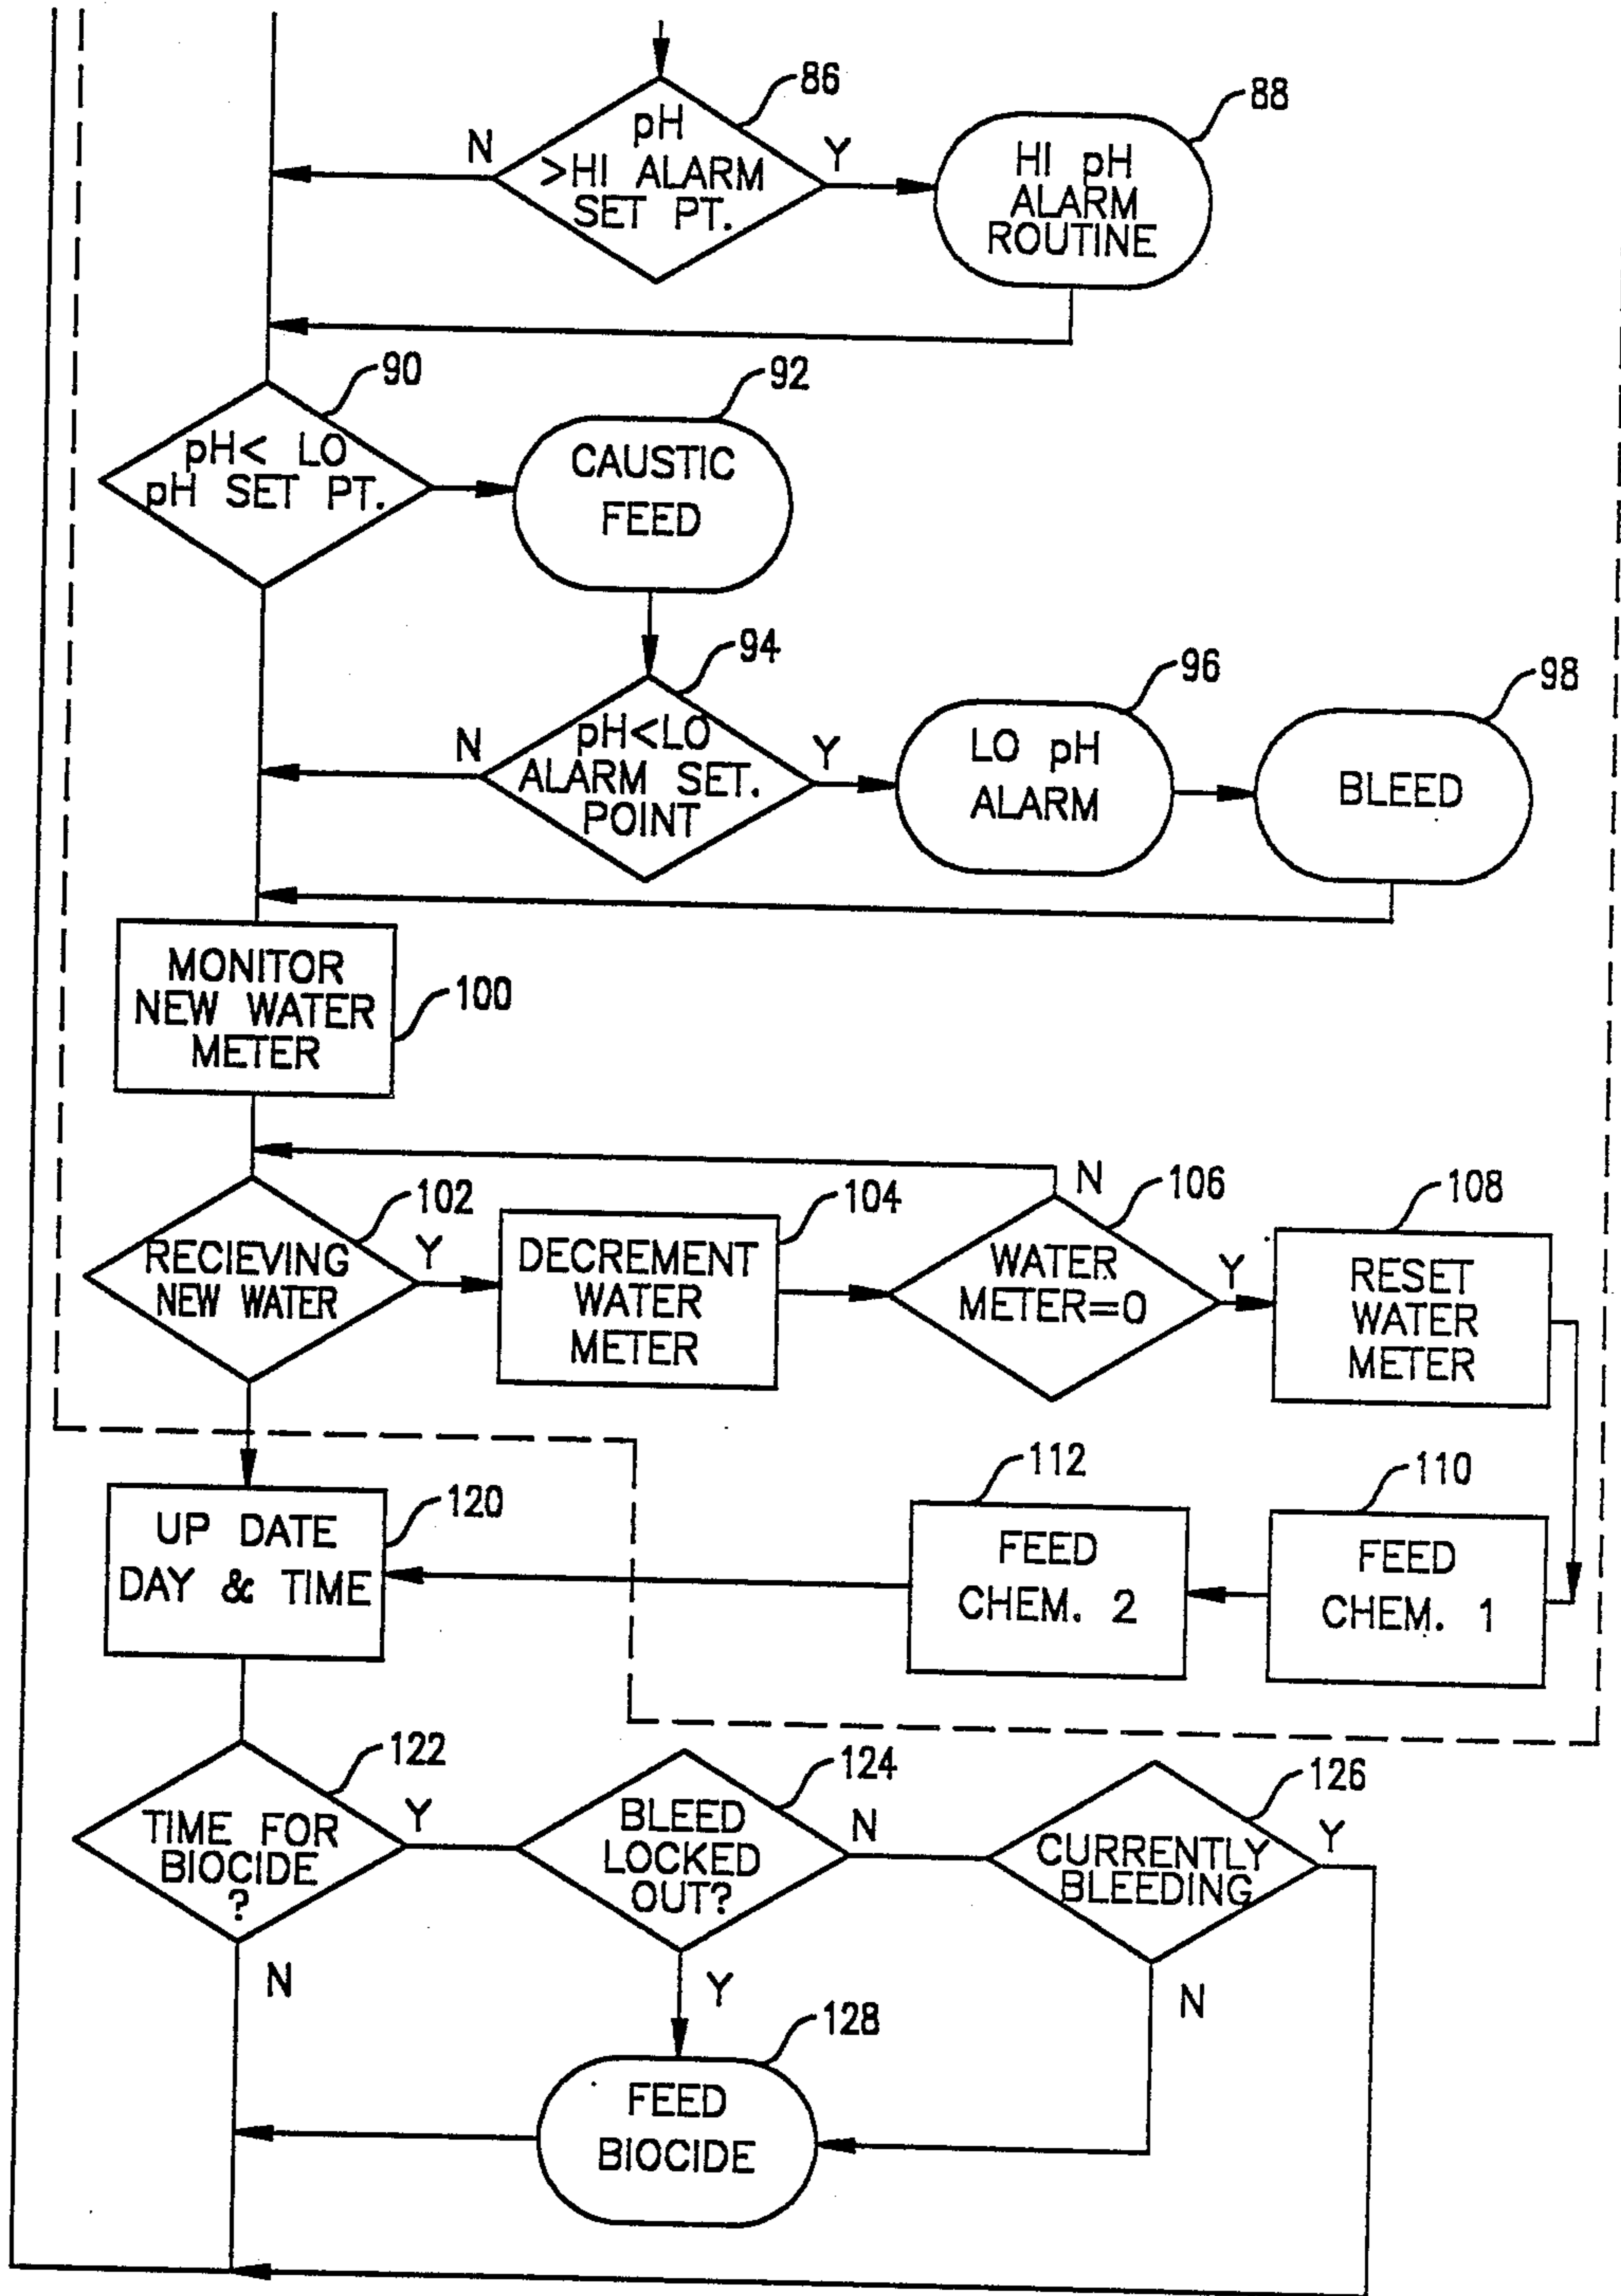 86
pH
>HI ALARM
SET PT.
N
Y
88
HI pH
ALARM
ROUTINE
90
pH< LO
pH SET PT.
92
CAUSTIC
FEED
94
pH<LO
ALARM SET.
POINT
N
Y
96
LO pH
ALARM
98
BLEED
MONITOR
NEW WATER
METER
100
102
RECIEVING
NEW WATER
Y
104
DECREMENT
WATER
METER
N
106
WATER
METER=0
Y
108
RESET
WATER
METER
120
UP DATE
DAY & TIME
112
FEED
CHEM. 2
110
FEED
CHEM. 1
122
TIME FOR
BIOCIDE
?
Y
N
124
BLEED
LOCKED
OUT?
N
Y
126
CURRENTLY
BLEEDING
Y
N
128
FEED
BIOCIDE